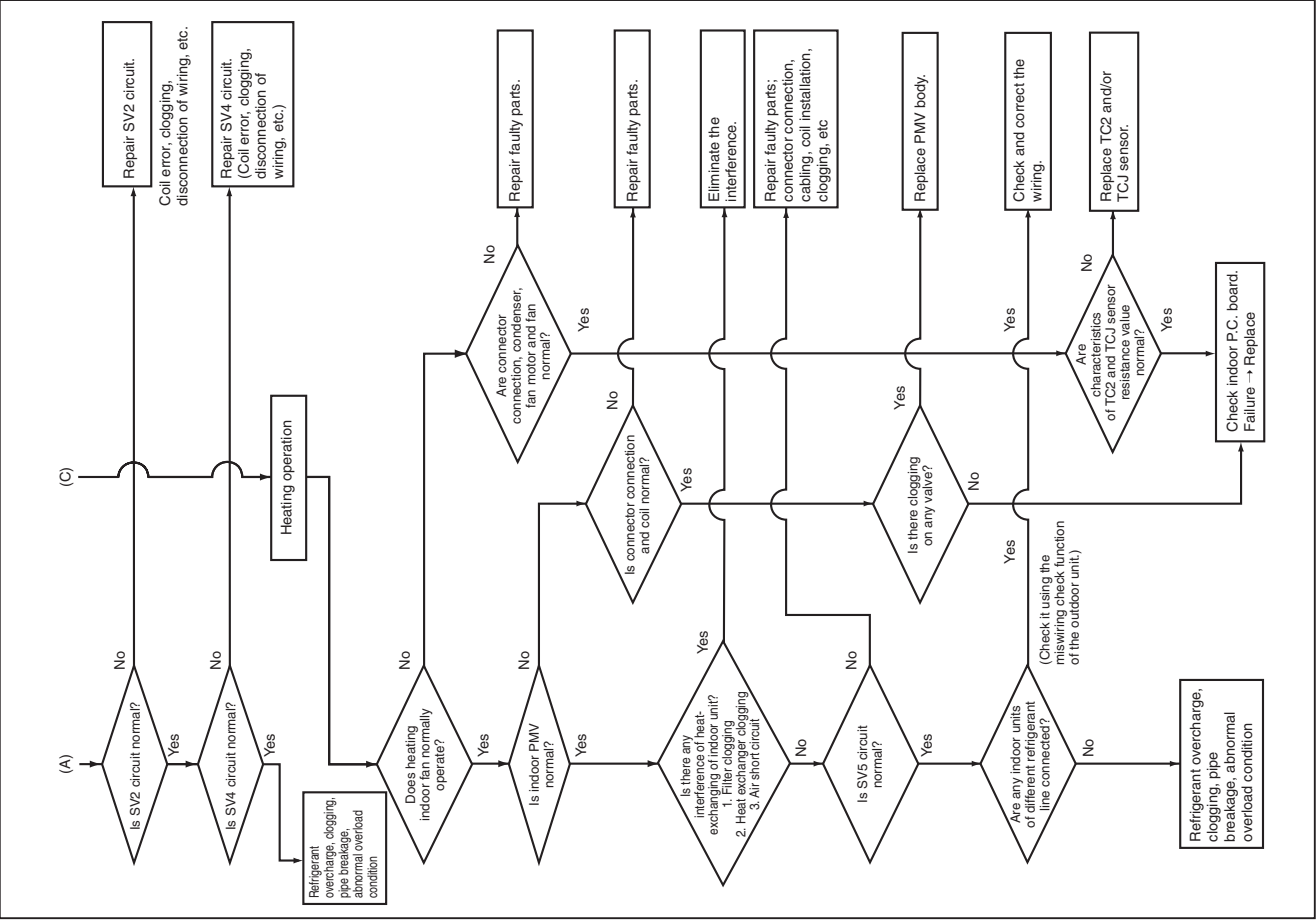 (A)
Is SV2 circuit normal?
No
Repair SV2 circuit.
Coil error, clogging,
disconnection of wiring, etc.
Yes
Is SV4 circuit normal?
No
Repair SV4 circuit.
(Coil error, clogging,
disconnection of
wiring, etc.)
Yes
Refrigerant
overcharge, clogging,
pipe breakage,
abnormal overload
condition
(C)
Heating operation
Does heating
indoor fan normally
operate?
No
Are connector
connection, condenser,
fan motor and fan
normal?
No
Repair faulty parts.
Yes
Yes
Is indoor PMV normal?
No
Is connector connection
and coil normal?
No
Repair faulty parts.
Yes
Yes
Is there any
interference of heat-
exchanging of indoor unit?
1. Filter clogging
2. Heat exchanger clogging
3. Air short circuit
Yes
Eliminate the
interference.
No
Is SV5 circuit
normal?
No
Repair faulty parts;
connector connection,
cabling, coil installation,
clogging, etc
Yes
Is there clogging
on any valve?
Yes
Replace PMV body.
No
Are any indoor units
of different refrigerant
line connected?
Yes
(Check it using the
miswiring check function
of the outdoor unit.)
Yes
Check and correct the
wiring.
No
Are
characteristics
of TC2 and TCJ sensor
resistance value
normal?
No
Replace TC2 and/or
TCJ sensor.
Yes
Check indoor P.C. board.
Failure → Replace
Refrigerant overcharge,
clogging, pipe
breakage, abnormal
overload condition